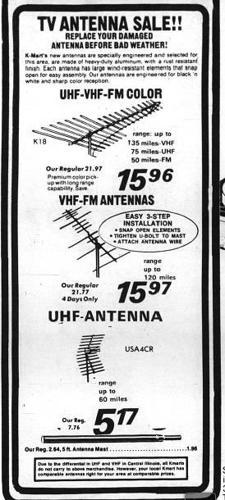 TV ANTENNA SALE!!
REPLACE YOUR DAMAGED
ANTENNA BEFORE BAD WEATHER!
K-Mart's new antennas are specially engineered and selected for
this area, are made of heavy-duty aluminum, with a rust resistant
finish. Each antenna has large wind-resistant elements that snap
open for easy assembly. Our antennas are engineered for black 'n
white and sharp color reception.
UHF-VHF-FM COLOR
K18
range: up to
135 miles-VHF
75 miles-UHF
50 miles-FM
Our Regular 21.97
Premium color pick-
up with long range
capability. Save.
15 96
VHF-FM ANTENNAS
EASY 3-STEP
INSTALLATION
• SNAP OPEN ELEMENTS
• TIGHTEN U-BOLT TO MAST
• ATTACH ANTENNA WIRE
range
up to
120 miles
Our Regular
21.77
4 Days Only
15 97
UHF-ANTENNA
USA4CR
range
up to
60 miles
Our Reg.
7.76
5 17
Our Reg. 2.64, 5 ft. Antenna Mast 1.96
Due to the differential in UHF and VHF in Central Illinois, all Kmarts
do not carry to above merchandise. However, your local Kmart has
comparable antennas right for your area at comparable prices.